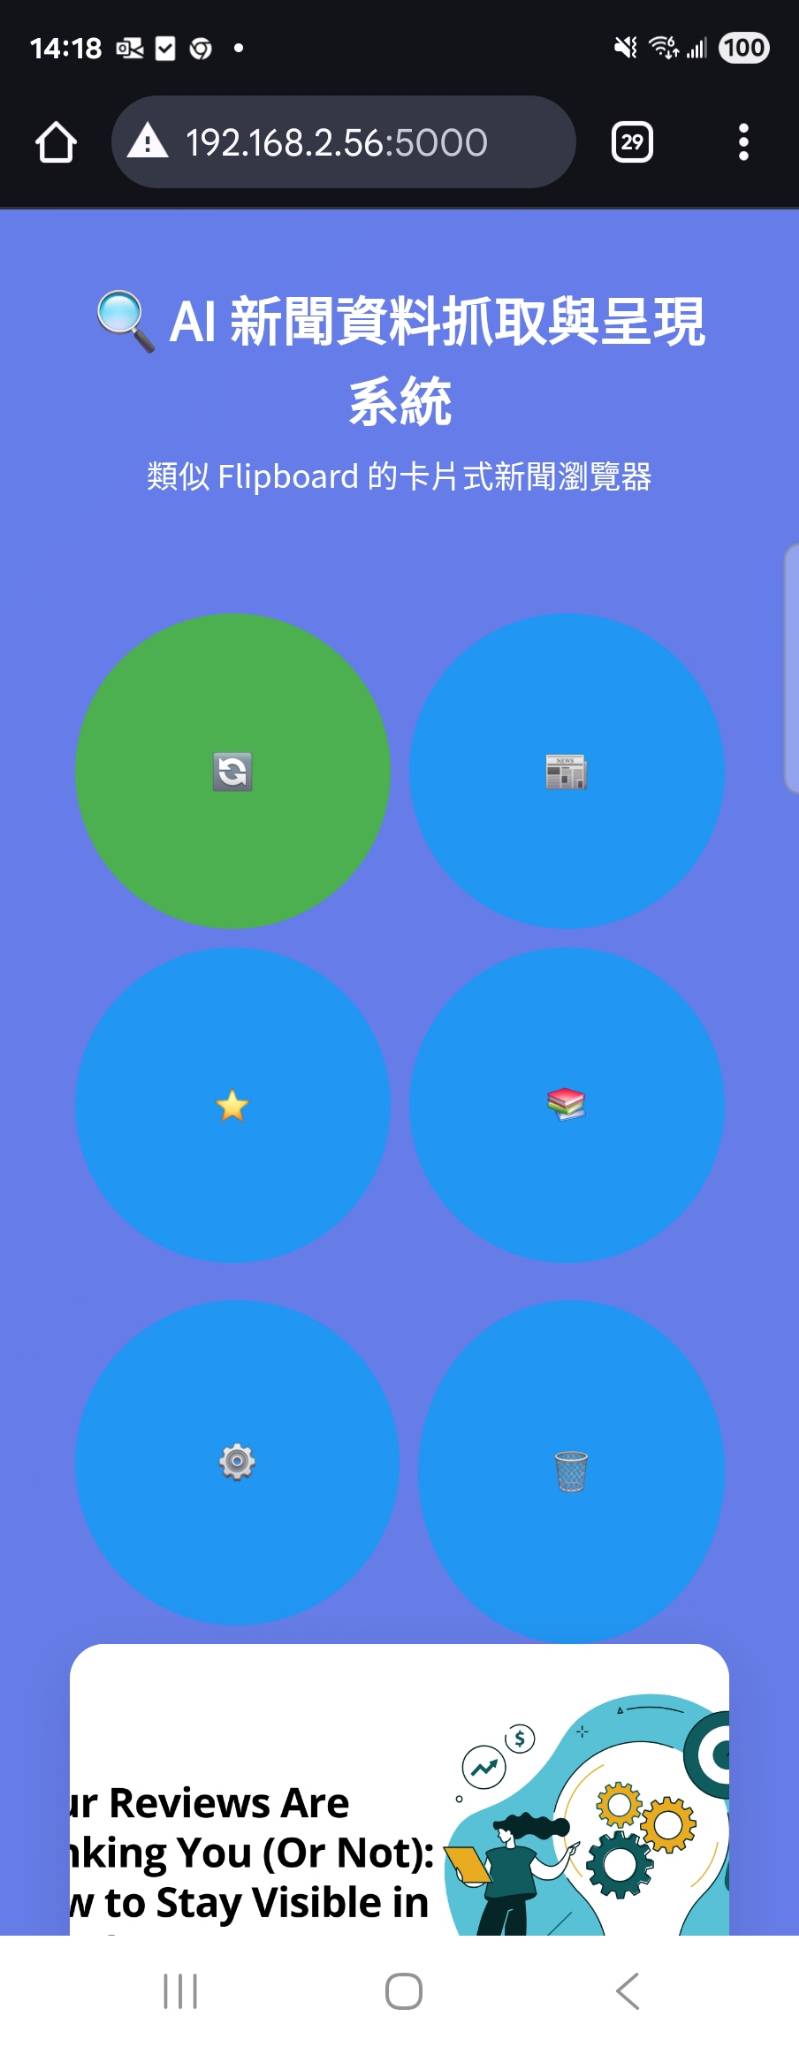 14:18
100
192.168.2.56:5000
29
AI 新聞資料抓取與呈現
系統
類似 Flipboard 的卡片式新聞瀏覽器
NEWS
ur Reviews Are
nking You (Or Not):
w to Stay Visible in